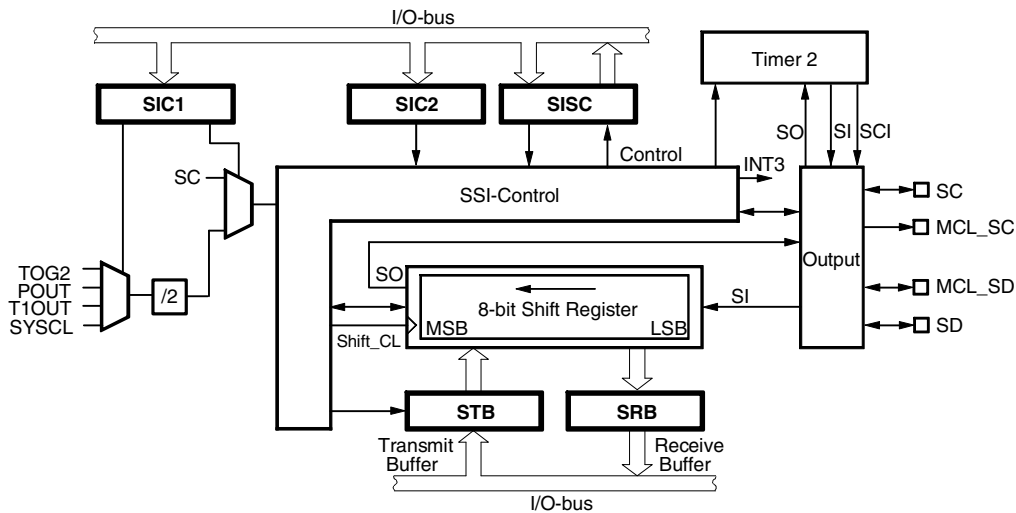 I/O-bus
Timer 2
SIC1
SIC2
SISC
SO
SI
SCI
Control
INT3
SC
SSI-Control
SC
MCL_SC
Output
TOG2
POUT
T1OUT
SYSCL
/2
SO
8-bit Shift Register
MSB
LSB
SI
MCL_SD
SD
Shift_CL
STB
SRB
Transmit
Buffer
Receive
Buffer
I/O-bus